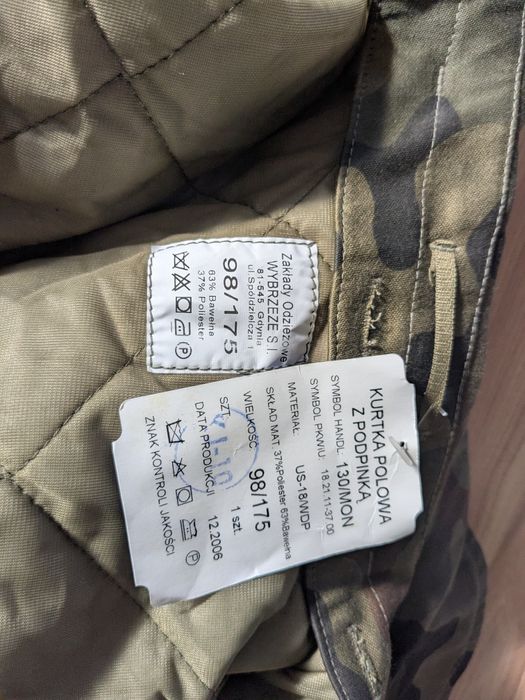 Zakłady Odzieżowe
WYBRZEŻE S.I.
81-545 Gdynia
ul. Spółdzielcza 1
98/175
63% Bawełna
37% Poliester
P
KURTKA POLOWA
Z PODPINKĄ
SYMBOL HANDL. 130/MON
SYMBOL PKWIU: 18.21.11-37.00
MATERIAŁ: US-18/WDP
SKŁAD MAT. 37%Poliester 63%Bawełna
WIELKOŚĆ 98/175
SZT. 1 szt.
DATA PRODUKCJI 12.2006
P
ZNAK KONTROLI JAKOŚCI